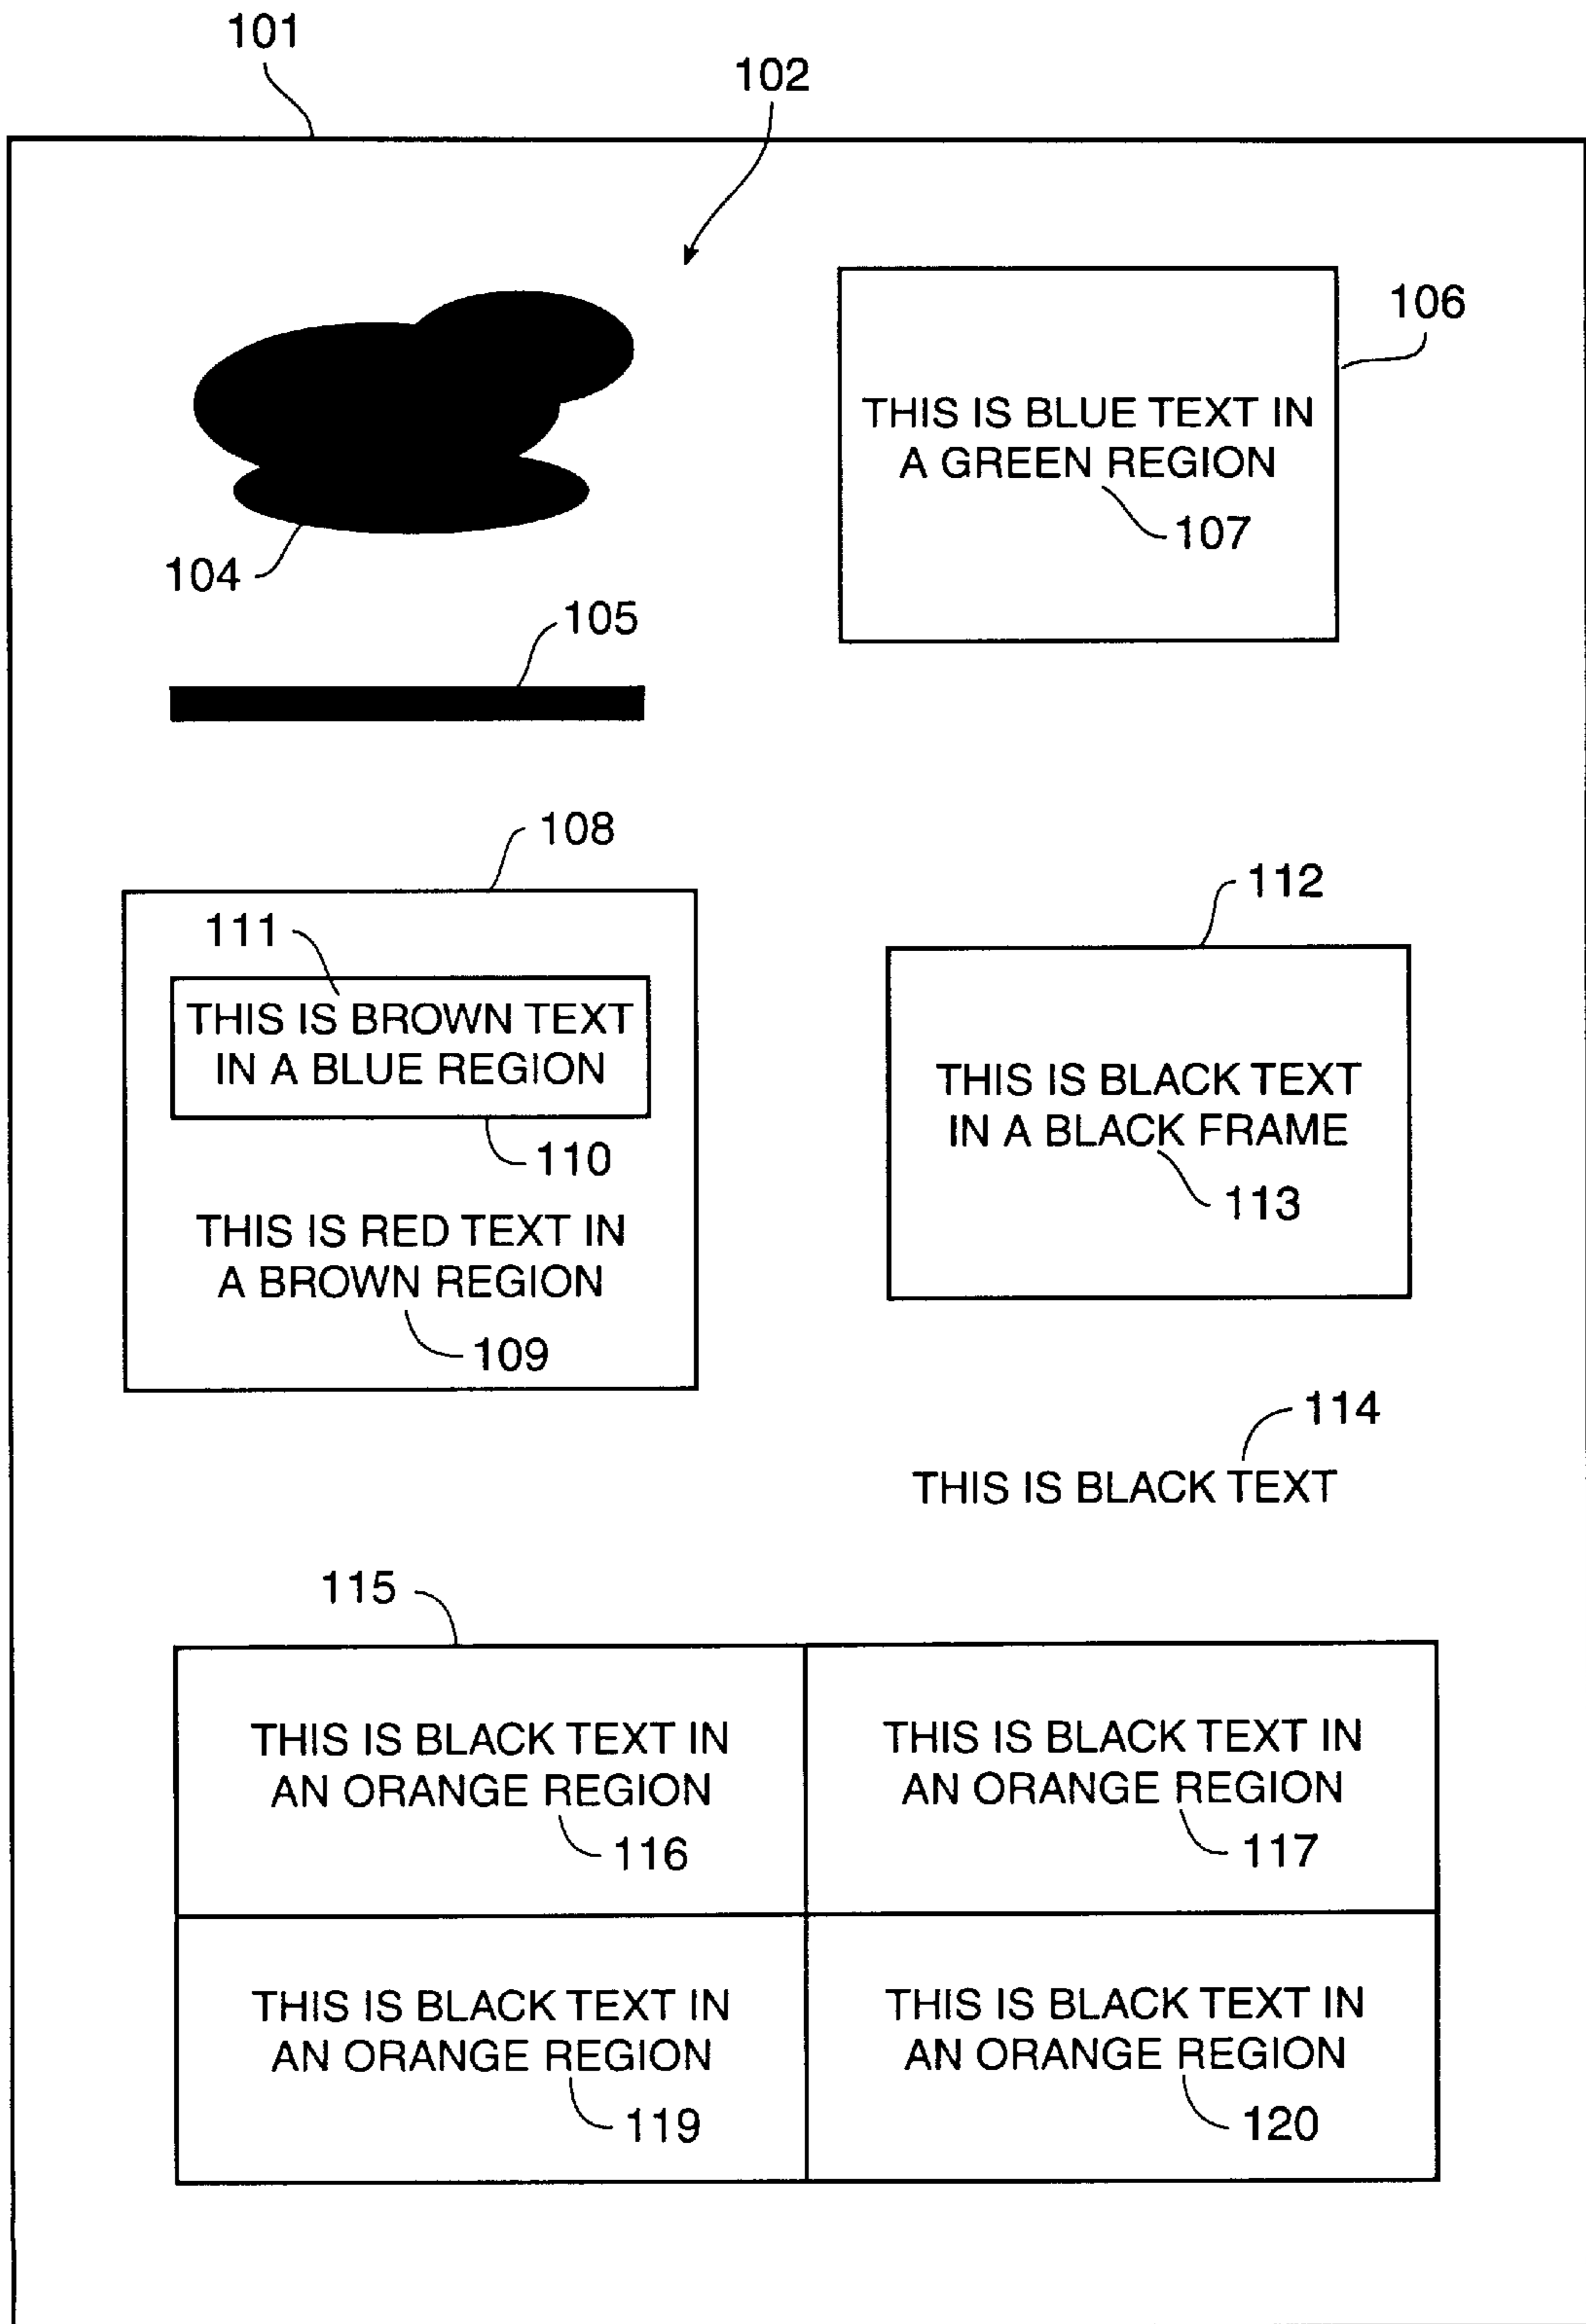 101
102
106
THIS IS BLUE TEXT IN
A GREEN REGION
107
104
105
108
111
THIS IS BROWN TEXT
IN A BLUE REGION
110
THIS IS RED TEXT IN
A BROWN REGION
109
112
THIS IS BLACK TEXT
IN A BLACK FRAME
113
114
THIS IS BLACK TEXT
115
THIS IS BLACK TEXT IN
AN ORANGE REGION
116
THIS IS BLACK TEXT IN
AN ORANGE REGION
117
THIS IS BLACK TEXT IN
AN ORANGE REGION
119
THIS IS BLACK TEXT IN
AN ORANGE REGION
120